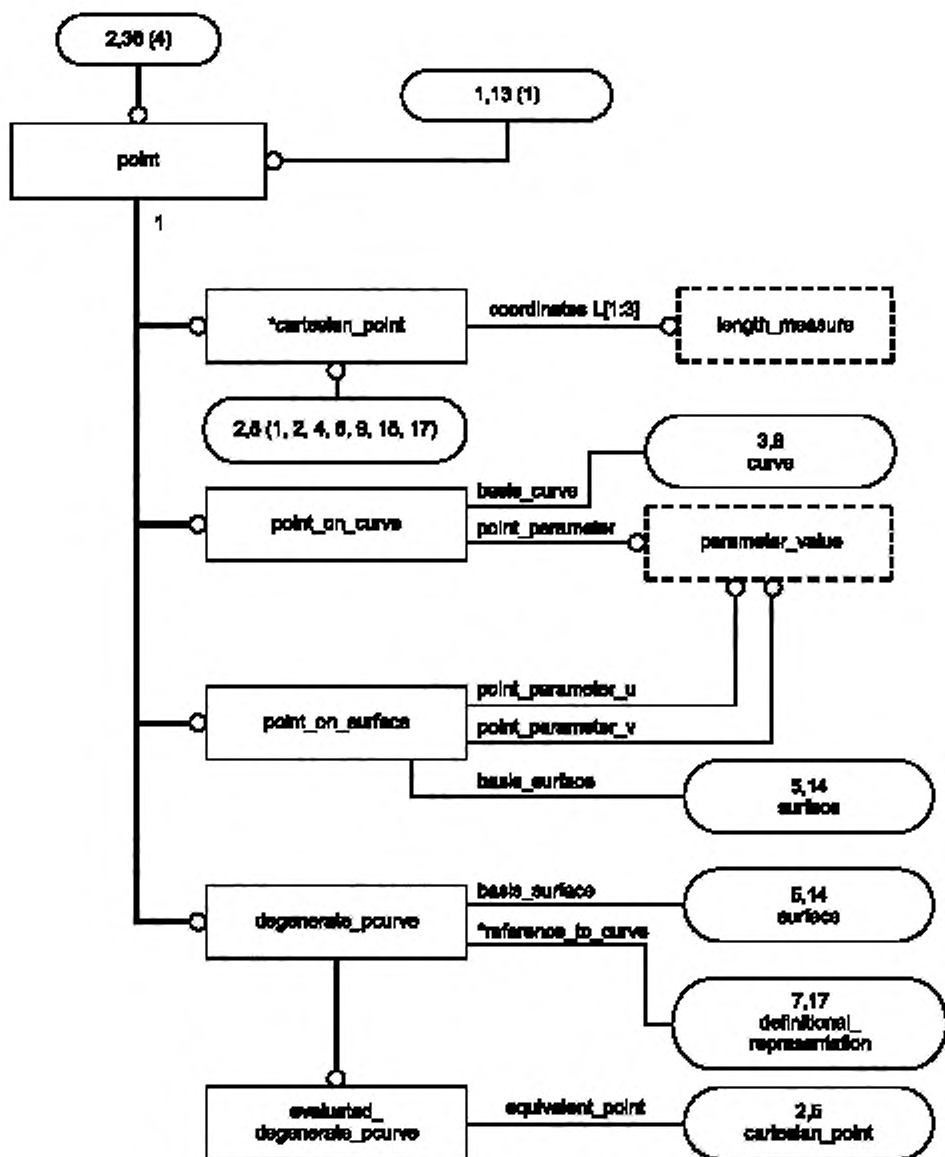 2,36 (4)
1,13 (1)
point
1
*cartesian_point
coordinates L[1:3]
length_measure
2,5 (1, 2, 4, 6, 9, 15, 17)
3,8
curve
basis_curve
point_on_curve
point_parameter
parameter_value
point_parameter_u
point_on_surface
point_parameter_v
basis_surface
5,14
surface
basis_surface
5,14
surface
degenerate_pcurve
*reference_to_curve
7,17
definitional_
representation
evaluated_
degenerate_pcurve
equivalent_point
2,5
cartesian_point